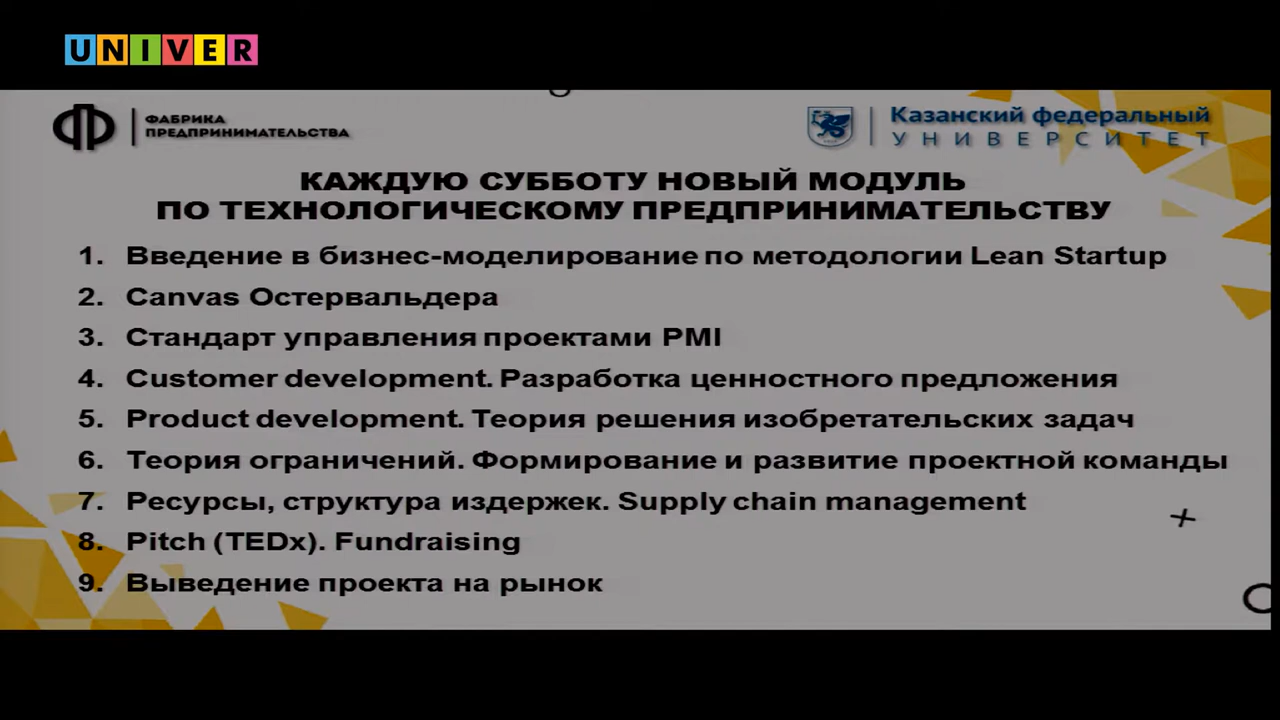 UNIVER
ФАБРИКА
ПРЕДПРИНИМАТЕЛЬСТВА
Казанский федеральный
УНИВЕРСИТЕТ
КАЖДУЮ СУББОТУ НОВЫЙ МОДУЛЬ
ПО ТЕХНОЛОГИЧЕСКОМУ ПРЕДПРИНИМАТЕЛЬСТВУ
1. Введение в бизнес-моделирование по методологии Lean Startup
2. Canvas Остервальдера
3. Стандарт управления проектами PMI
4. Customer development. Разработка ценностного предложения
5. Product development. Теория решения изобретательских задач
6. Теория ограничений. Формирование и развитие проектной команды
7. Ресурсы, структура издержек. Supply chain management
8. Pitch (TEDx). Fundraising
9. Выведение проекта на рынок